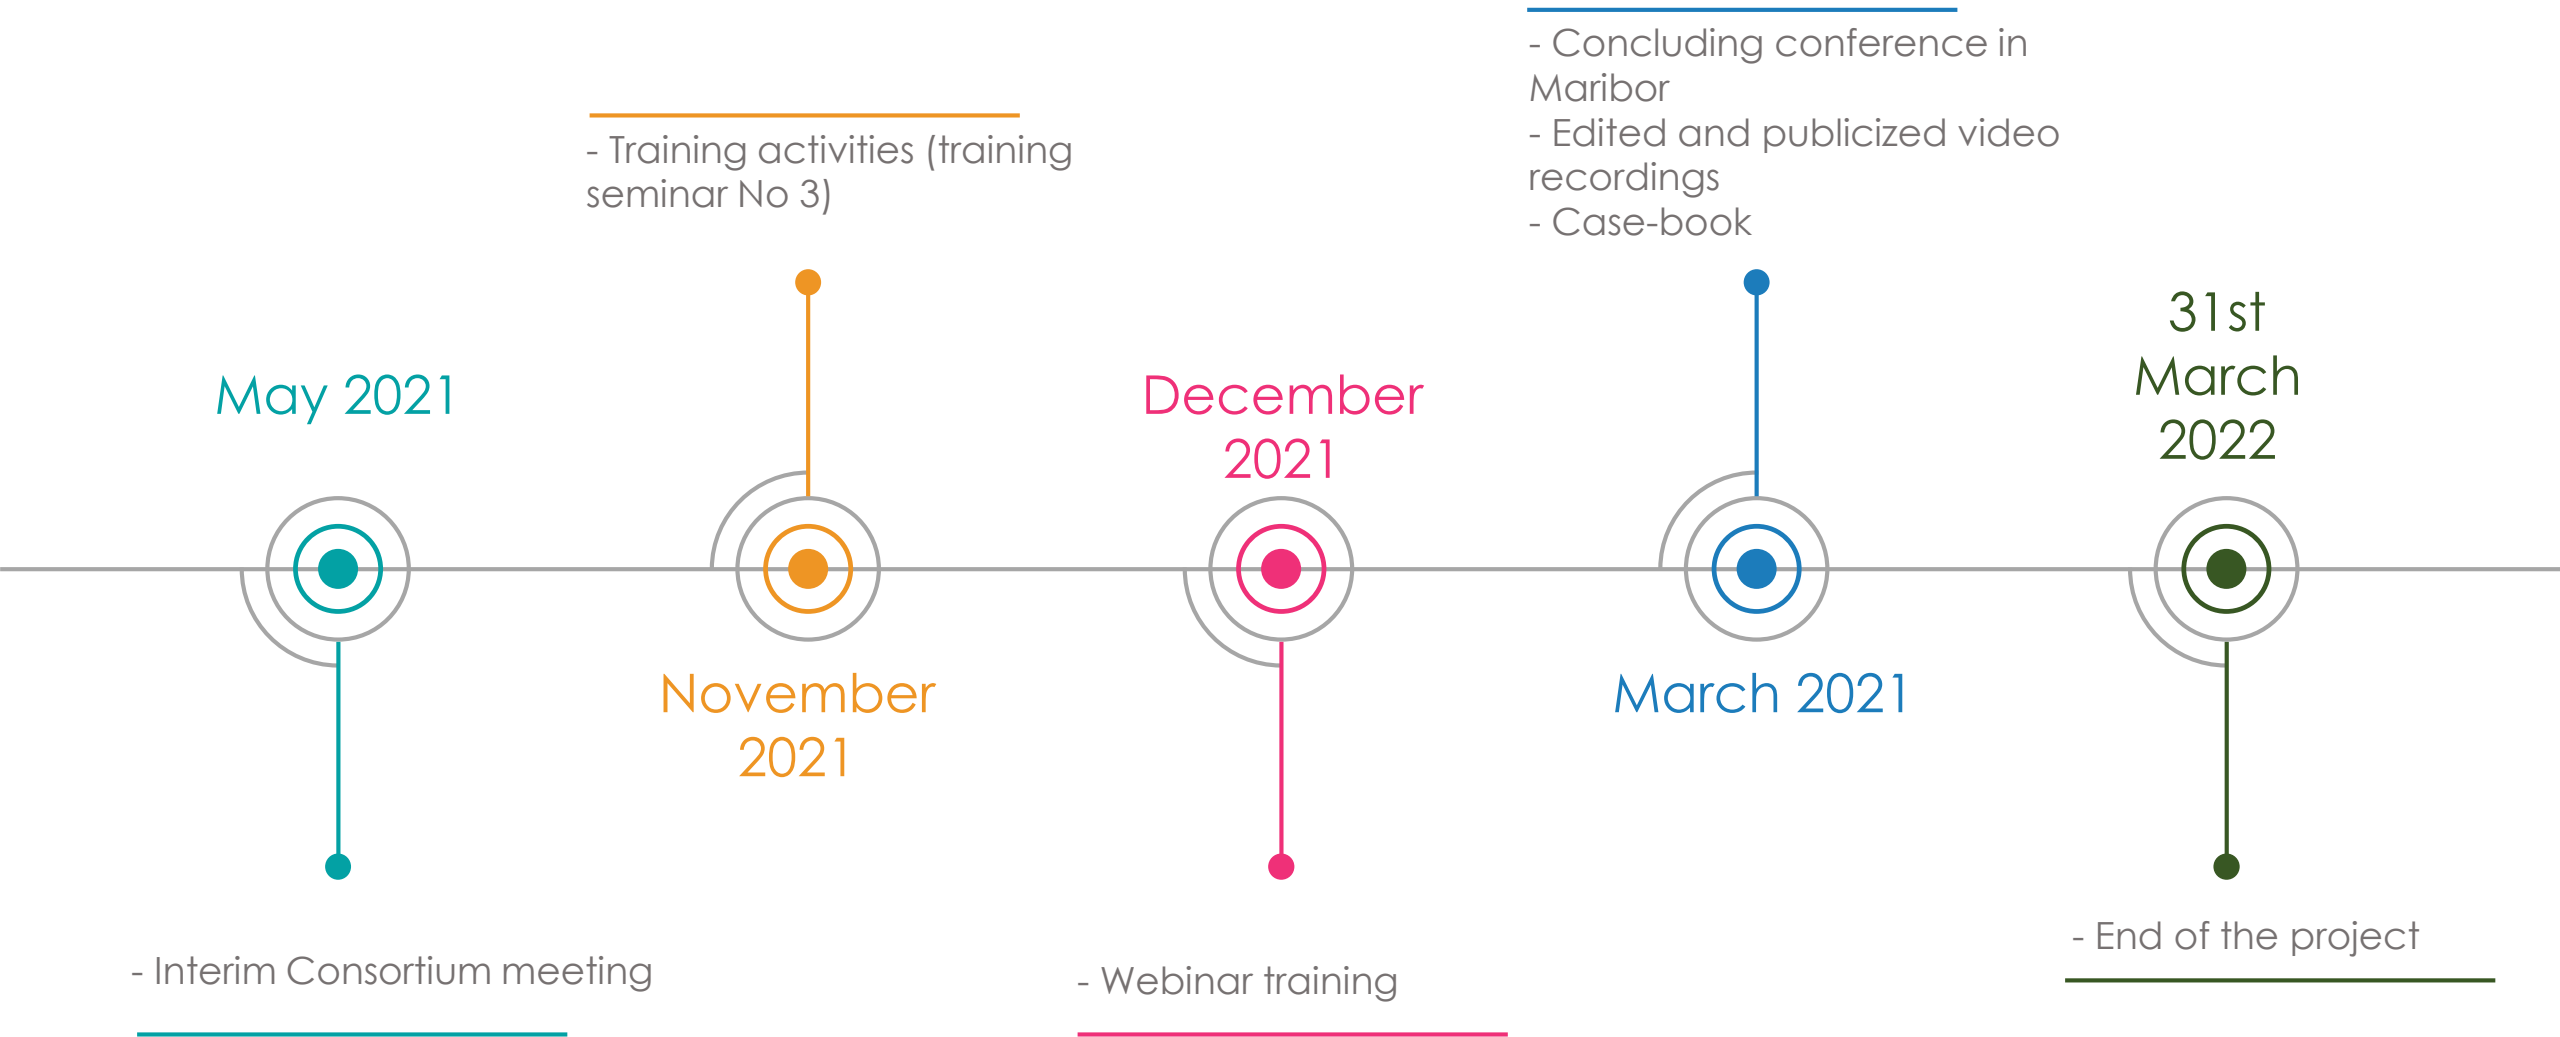 May 2021
- Interim Consortium meeting
- Training activities (training
seminar No 3)
November
2021
December
2021
- Webinar training
- Concluding conference in
Maribor
- Edited and publicized video
recordings
- Case-book
March 2021
31st
March
2022
- End of the project